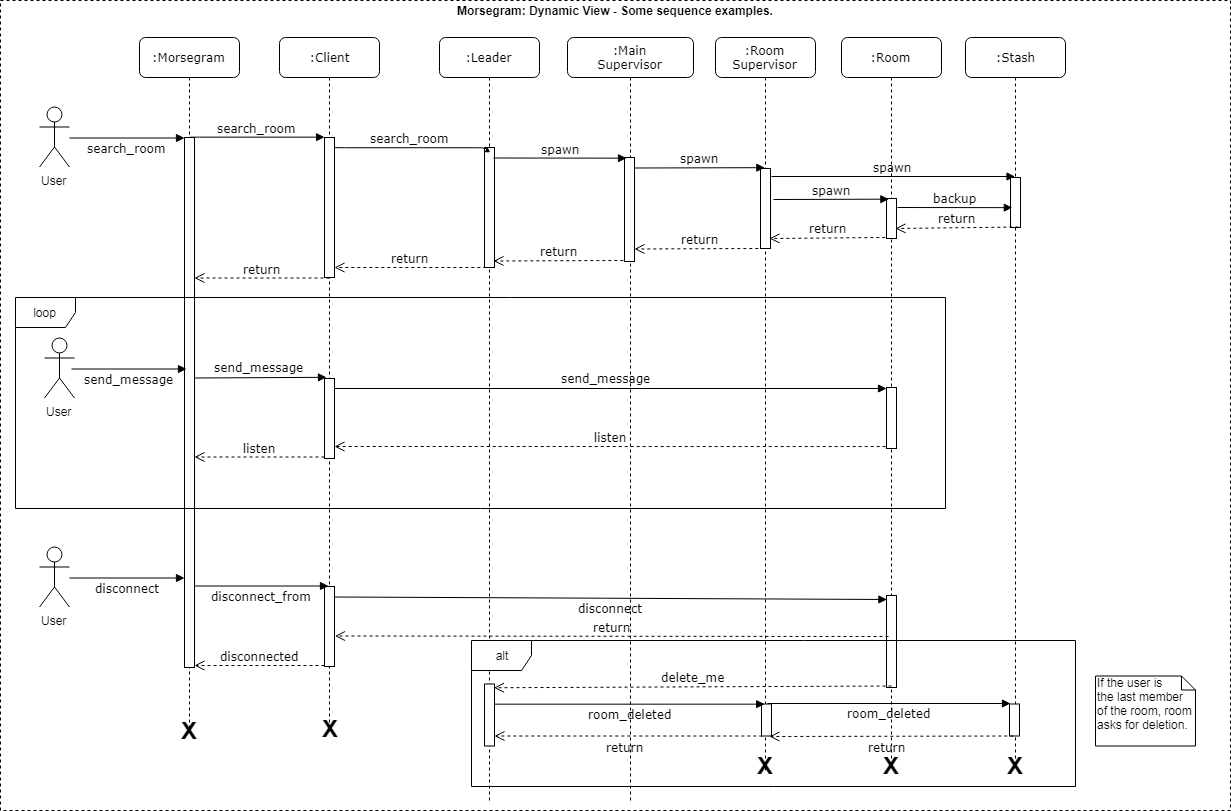 Morsegram: Dynamic View - Some sequence examples.
:Morsegram
:Client
:Leader
:Main
Supervisor
:Room
Supervisor
:Room
:Stash
search_room
search_room
search_room
spawn
spawn
spawn
spawn
backup
return
return
return
return
return
return
User
loop
send_message
send_message
send_message
User
listen
listen
disconnect
disconnect_from
disconnect
User
return
disconnected
alt
delete_me
room_deleted
room_deleted
return
return
If the user is
the last member
of the room, room
asks for deletion.
X
X
X
X
X